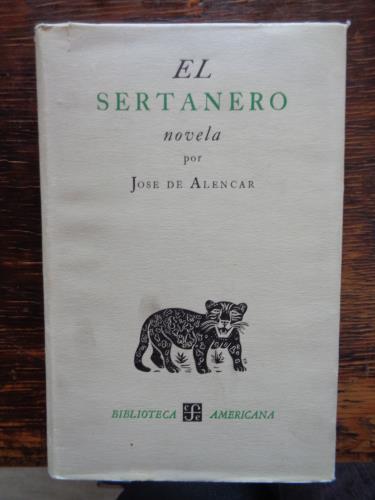 EL
SERTANERO
novela
por
JOSE DE ALENCAR
BIBLIOTECA AMERICANA